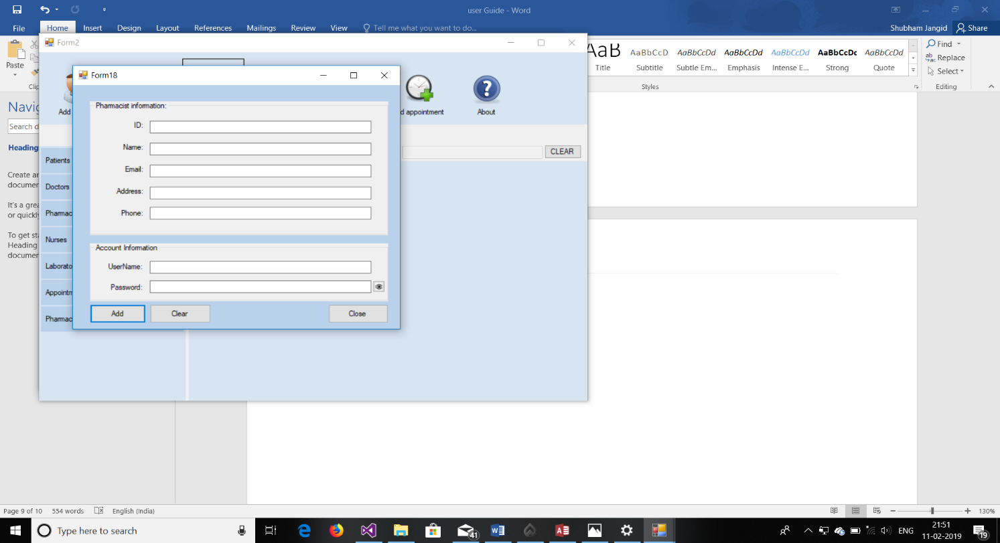 user Guide - Word
File Home Insert Design Layout References Mailings Review View Tell me what you want to do... Shubham Jangid Share
Form2
Paste
Clip
AaB AaBbCcD AaBbCcDd AaBbCcDd AaBbCcDd AaBbCcDc AaBbCcDd
Title Subtitle Subtle Em... Emphasis Intense E... Strong Quote
Styles
Find
Replace
Select
Editing
Navig
Search d
Heading
Create an
documen
It's a grea
or quickly
To get sta
Heading
documen
Add
d appointment
About
CLEAR
Patients
Doctors
Pharmac
Nurses
Laborato
Appointm
Pharmac
Form18
Pharmacist information:
ID:
Name:
Email:
Address:
Phone:
Account Information
UserName:
Password:
Add Clear Close
Page 9 of 10 554 words English (India) 130%
Type here to search
41
ENG
21:51
11-02-2019
19